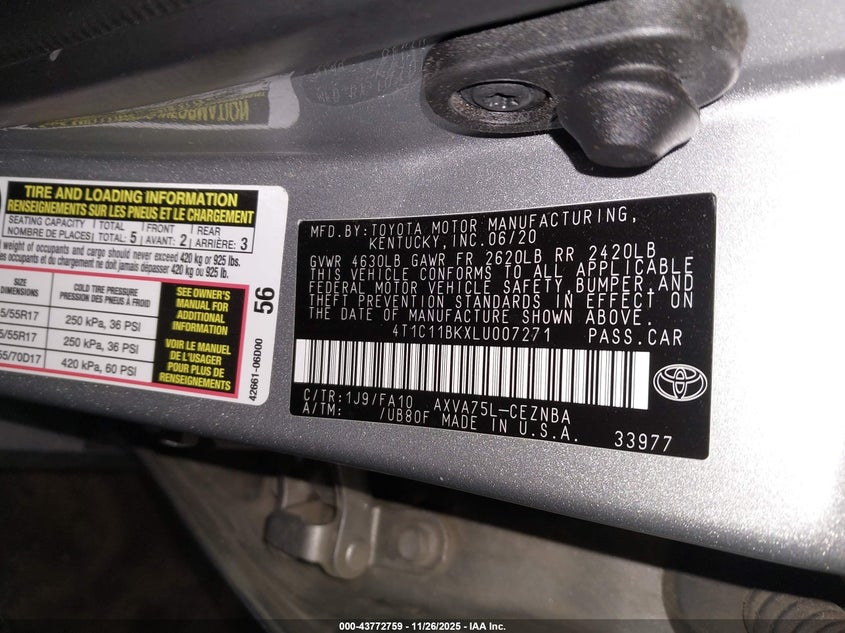 TIRE AND LOADING INFORMATION
RENSEIGNEMENTS SUR LES PNEUS ET LE CHARGEMENT
SEATING CAPACITY TOTAL FRONT REAR
NOMBRE DE PLACES TOTAL: 5 AVANT: 2 ARRIÈRE: 3
weight of occupants and cargo should never exceed 420 kg or 925 lbs.
chargement ne doit jamais dépasser 420 kg ou 925 lb.
SIZE COLD TIRE PRESSURE
DIMENSIONS PRESSION DES PNEUS À FROID
5/55R17 250 kPa, 36 PSI
5/55R17 250 kPa, 36 PSI
55/70D17 420 kPa, 60 PSI
SEE OWNER'S
MANUAL FOR
ADDITIONAL
INFORMATION
VOIR LE MANUEL
DE L'USAGER
POUR PLUS DE
RENSEIGNEMENTS
56
42661-06D00
MFD.BY:TOYOTA MOTOR MANUFACTURING,
KENTUCKY, INC. 06/20
GVWR 4630LB GAWR FR 2620LB RR 2420LB
THIS VEHICLE CONFORMS TO ALL APPLICABLE
FEDERAL MOTOR VEHICLE SAFETY, BUMPER, AND
THEFT PREVENTION STANDARDS IN EFFECT ON
THE DATE OF MANUFACTURE SHOWN ABOVE.
4T1C11BKXLU007271 PASS.CAR
C/TR:1J9/FA10 AXVA75L-CEZNBA
A/TM: /UB80F MADE IN U.S.A.
33977
000-43772759 — 11/26/2025 — IAA Inc.